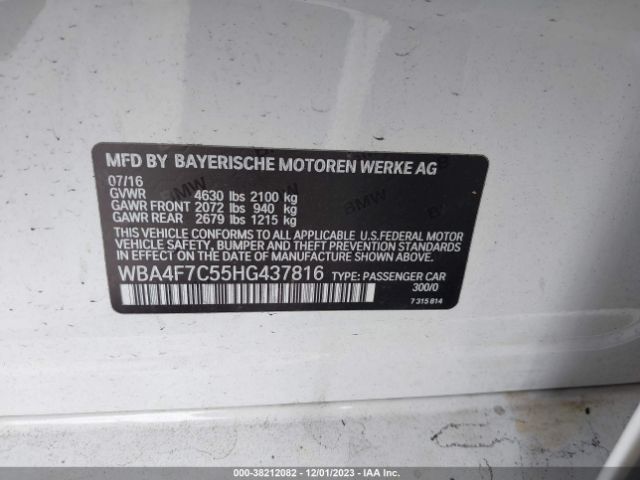 MFD BY BAYERISCHE MOTOREN WERKE AG
07/16
GVWR 4630 lbs 2100 kg
GAWR FRONT 2072 lbs 940 kg
GAWR REAR 2679 lbs 1215 kg
THIS VEHICLE CONFORMS TO ALL APPLICABLE U.S.FEDERAL MOTOR
VEHICLE SAFETY, BUMPER AND THEFT PREVENTION STANDARDS
IN EFFECT ON THE DATE OF MANUFACTURE SHOWN ABOVE.
WBA4F7C55HG437816 TYPE: PASSENGER CAR
300/0
7 315 814
000-38212082 - 12/01/2023 - IAA Inc.